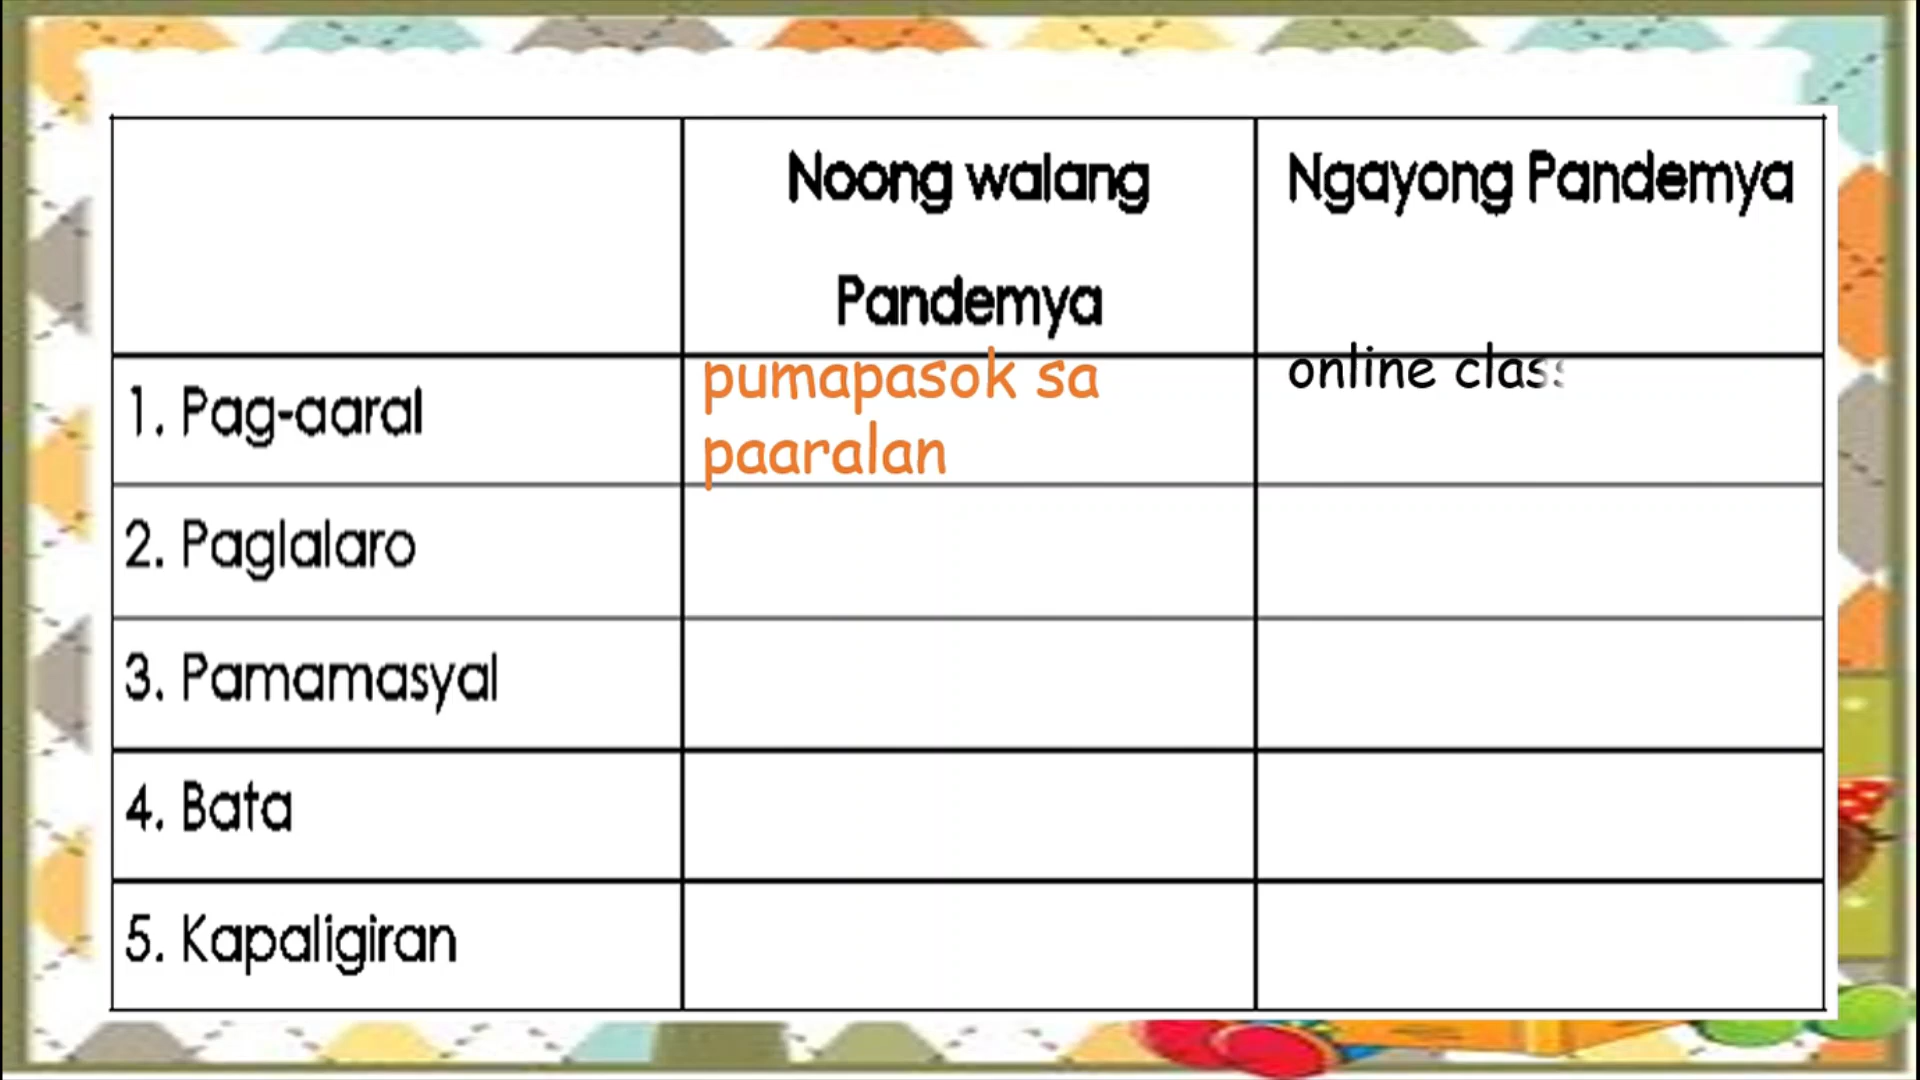 Noong walang
Pandemya
Ngayong Pandemya
1. Pag-aaral
pumapasok sa
paaralan
online class
2. Paglalaro
3. Pamamasyal
4. Bata
5. Kapaligiran